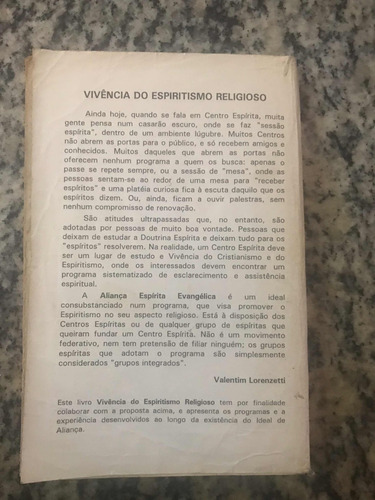 VIVÊNCIA DO ESPIRITISMO RELIGIOSO
Ainda hoje, quando se fala em Centro Espírita, muita
gente pensa num casarão escuro, onde se faz "sessão
espírita", dentro de um ambiente lúgubre. Muitos Centros
não abrem as portas para o público, e só recebem amigos e
conhecidos. Muitos daqueles que abrem as portas não
oferecem nenhum programa a quem os busca: apenas o
passe se repete sempre, ou a sessão de "mesa", onde as
pessoas sentam-se ao redor de uma mesa para "receber
espíritos" e uma platéia curiosa fica à escuta daquilo que os
espíritos dizem. Ou, ainda, ficam a ouvir palestras, sem
nenhum compromisso de renovação.
São atitudes ultrapassadas que, no entanto, são
adotadas por pessoas de muito boa vontade. Pessoas que
deixam de estudar a Doutrina Espírita e deixam tudo para os
"espíritos" resolverem. Na realidade, um Centro Espírita deve
ser um lugar de estudo e Vivência do Cristianismo e do
Espiritismo, onde os interessados devem encontrar um
programa sistematizado de esclarecimento e assistência
espiritual.
A Aliança Espírita Evangélica é um ideal
consubstanciado num programa, que visa promover o
Espiritismo no seu aspecto religioso. Está à disposição dos
Centros Espíritas ou de qualquer grupo de espíritas que
queiram fundar um Centro Espírita. Não é um movimento
federativo, nem tem pretensão de filiar ninguém; os grupos
espíritas que adotam o programa são simplesmente
considerados "grupos integrados".
Valentim Lorenzetti
Este livro Vivência do Espiritismo Religioso tem por finalidade
colaborar com a proposta acima, e apresenta os programas e a
experiência desenvolvidos ao longo da existência do Ideal de
Aliança.